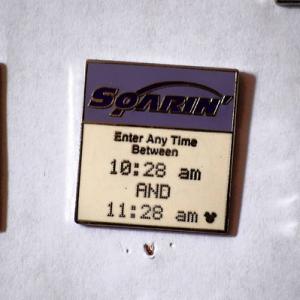 SOARIN'
Enter Any Time
Between
10:28 am
AND
11:28 am